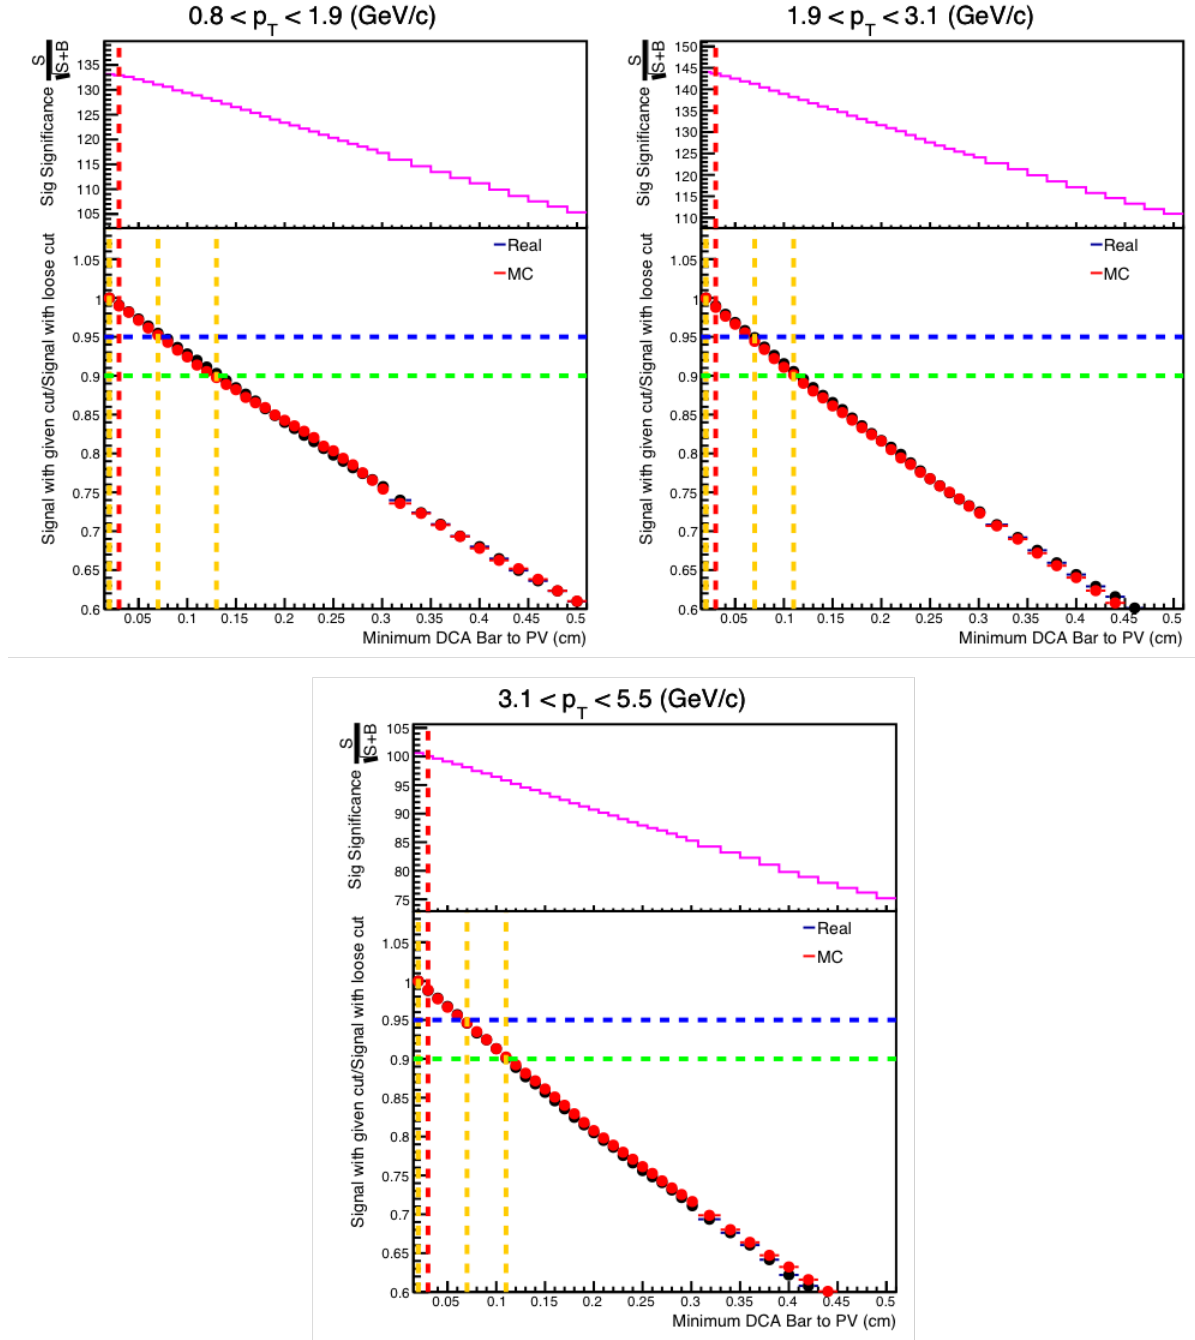 0.8 < pT < 1.9 (GeV/c)
Sig Significance S/√S+B
135
130
125
120
115
110
105
Signal with given cut/Signal with loose cut
Real
MC
1.05
1
0.95
0.9
0.85
0.8
0.75
0.7
0.65
0.6
0.05 0.1 0.15 0.2 0.25 0.3 0.35 0.4 0.45 0.5
Minimum DCA Bar to PV (cm)
1.9 < pT < 3.1 (GeV/c)
Sig Significance S/√S+B
150
145
140
135
130
125
120
115
110
Signal with given cut/Signal with loose cut
Real
MC
1.05
1
0.95
0.9
0.85
0.8
0.75
0.7
0.65
0.6
0.05 0.1 0.15 0.2 0.25 0.3 0.35 0.4 0.45 0.5
Minimum DCA Bar to PV (cm)
3.1 < pT < 5.5 (GeV/c)
Sig Significance S/√S+B
105
100
95
90
85
80
75
Signal with given cut/Signal with loose cut
Real
MC
1.05
1
0.95
0.9
0.85
0.8
0.75
0.7
0.65
0.6
0.05 0.1 0.15 0.2 0.25 0.3 0.35 0.4 0.45 0.5
Minimum DCA Bar to PV (cm)